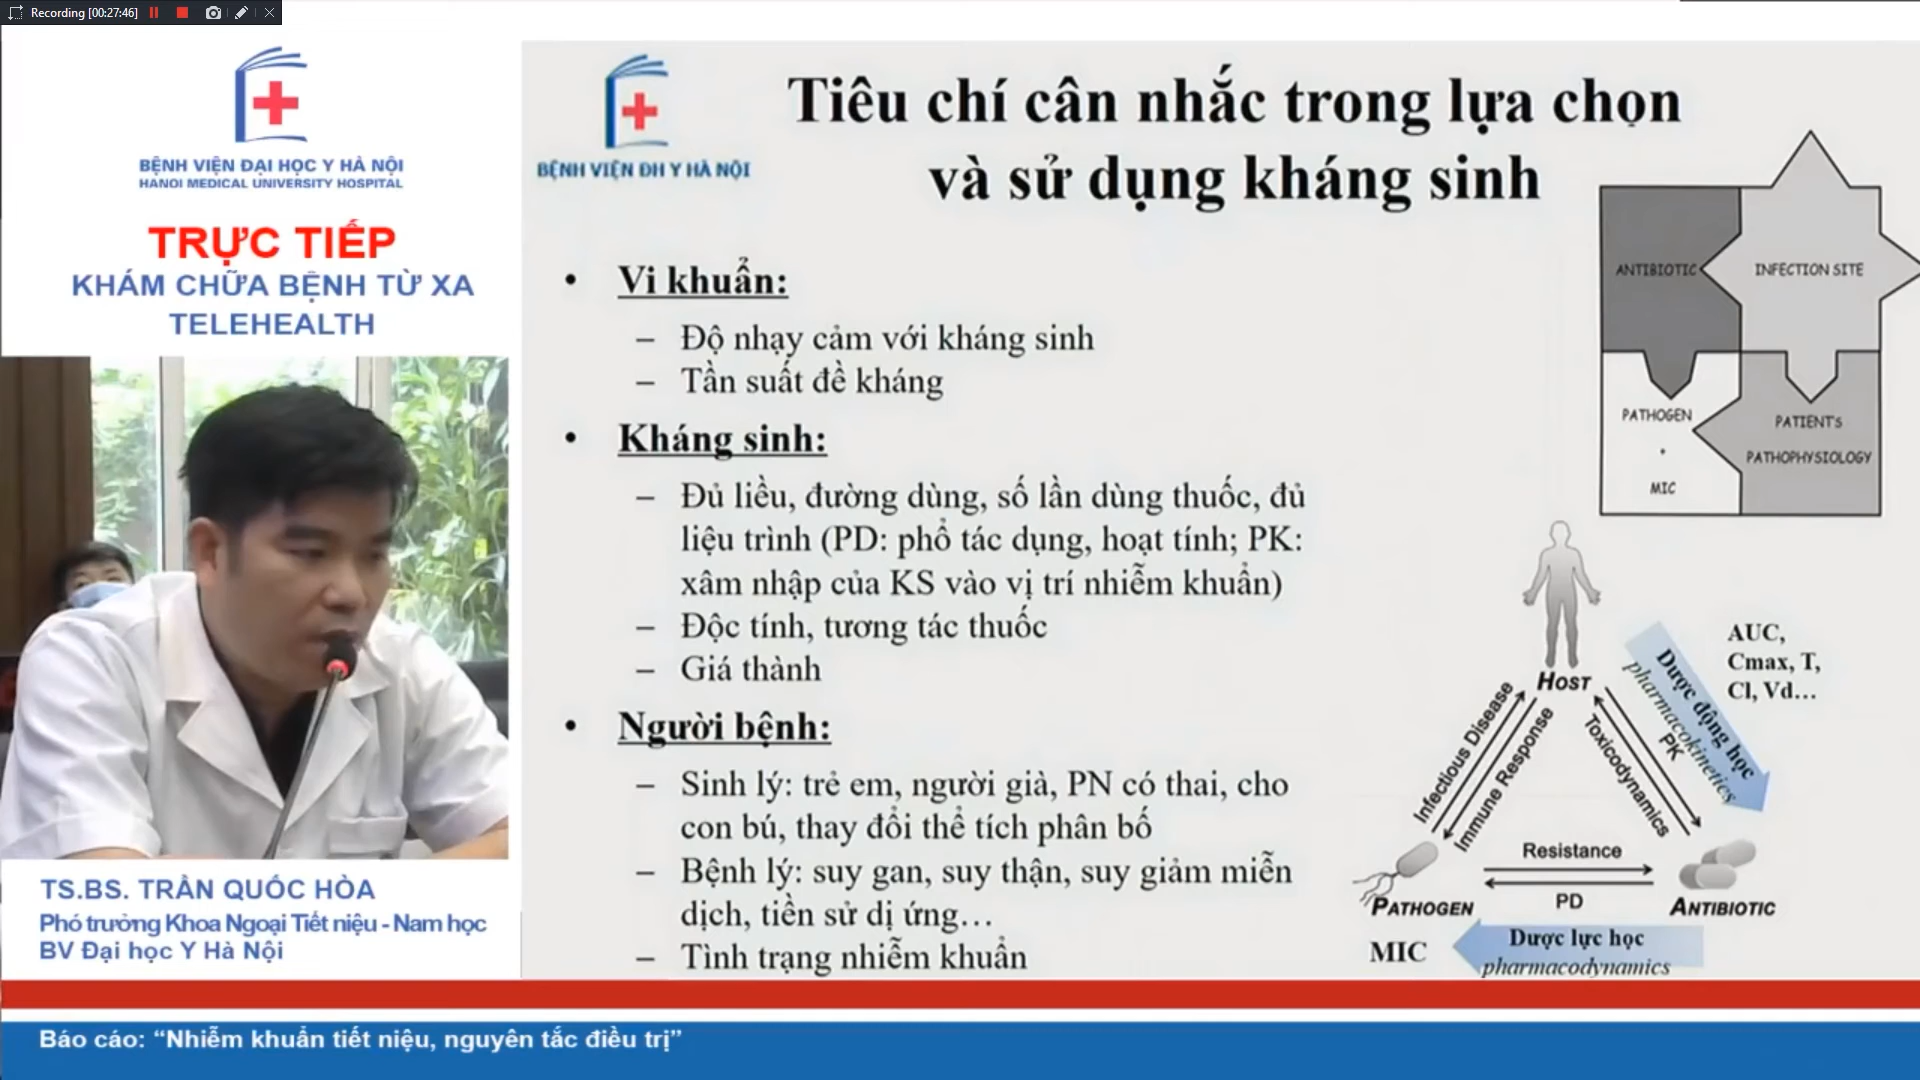 Recording [00:27:46]
BỆNH VIỆN ĐẠI HỌC Y HÀ NỘI
HANOI MEDICAL UNIVERSITY HOSPITAL
TRỰC TIẾP
KHÁM CHỮA BỆNH TỪ XA
TELEHEALTH
TS.BS. TRẦN QUỐC HÒA
Phó trưởng Khoa Ngoại Tiết niệu - Nam học
BV Đại học Y Hà Nội
BỆNH VIỆN ĐH Y HÀ NỘI
Tiêu chí cân nhắc trong lựa chọn
và sử dụng kháng sinh
• Vi khuẩn:
– Độ nhạy cảm với kháng sinh
– Tần suất đề kháng
• Kháng sinh:
– Đủ liều, đường dùng, số lần dùng thuốc, đủ
liệu trình (PD: phổ tác dụng, hoạt tính; PK:
xâm nhập của KS vào vị trí nhiễm khuẩn)
– Độc tính, tương tác thuốc
– Giá thành
• Người bệnh:
– Sinh lý: trẻ em, người già, PN có thai, cho
con bú, thay đổi thể tích phân bố
– Bệnh lý: suy gan, suy thận, suy giảm miễn
dịch, tiền sử dị ứng…
– Tình trạng nhiễm khuẩn
ANTIBIOTIC
INFECTION SITE
PATHOGEN
•
MIC
PATIENT'S
PATHOPHYSIOLOGY
HOST
Infectious Disease
Immune Response
Toxicodynamics
PK
Dược động học
pharmacokinetics
AUC,
Cmax, T,
Cl, Vd…
Resistance
PD
PATHOGEN
ANTIBIOTIC
MIC
Dược lực học
pharmacodynamics
Báo cáo: “Nhiễm khuẩn tiết niệu, nguyên tắc điều trị”